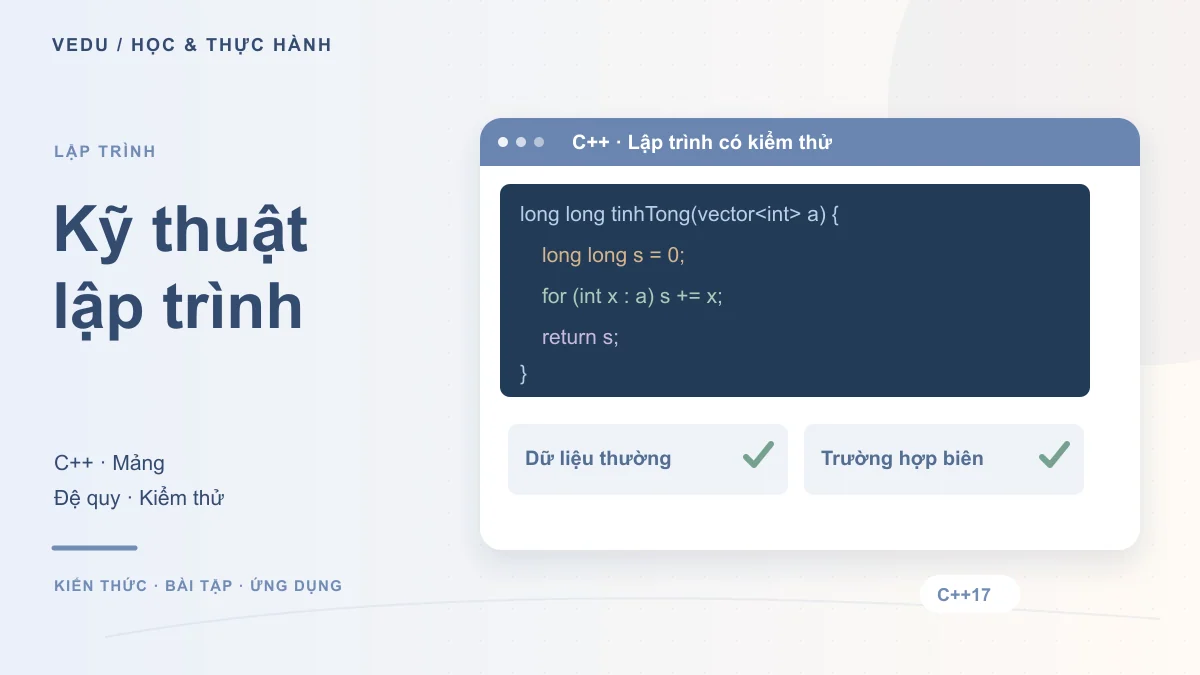 VEDU / HỌC & THỰC HÀNH
LẬP TRÌNH
Kỹ thuật
lập trình
C++ · Mảng
Đệ quy · Kiểm thử
KIẾN THỨC · BÀI TẬP · ỨNG DỤNG
C++ · Lập trình có kiểm thử
long long tinhTong(vector<int> a) {
long long s = 0;
for (int x : a) s += x;
return s;
}
Dữ liệu thường
Trường hợp biên
C++17